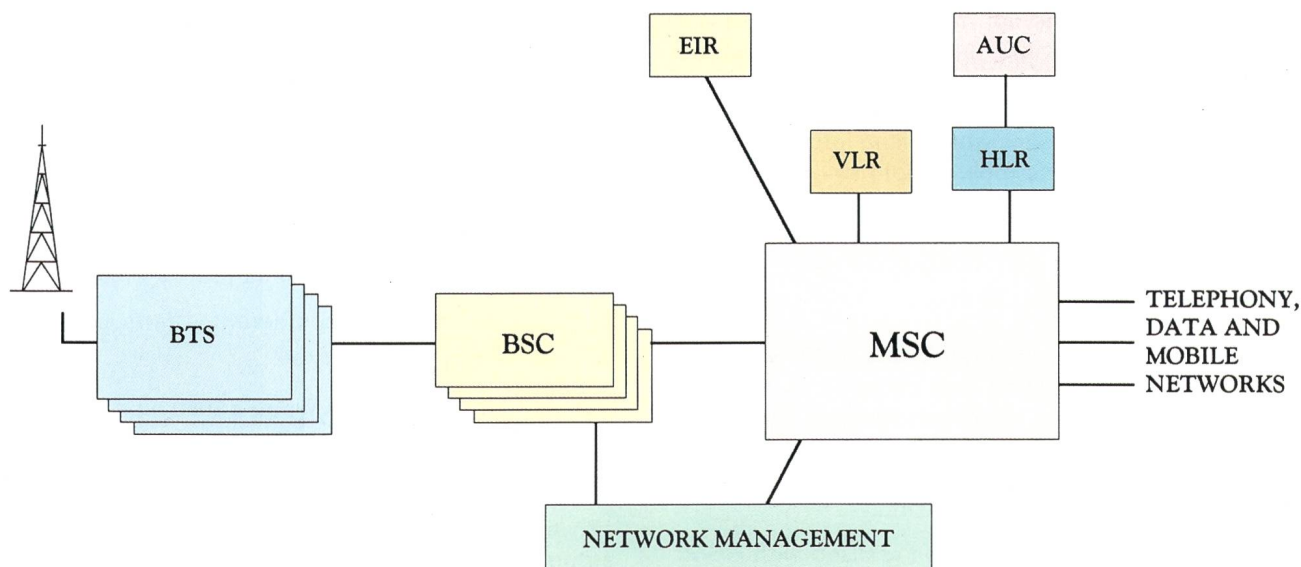 EIR
AUC
VLR
HLR
BTS
BSC
MSC
TELEPHONY,
DATA AND
MOBILE
NETWORKS
NETWORK MANAGEMENT